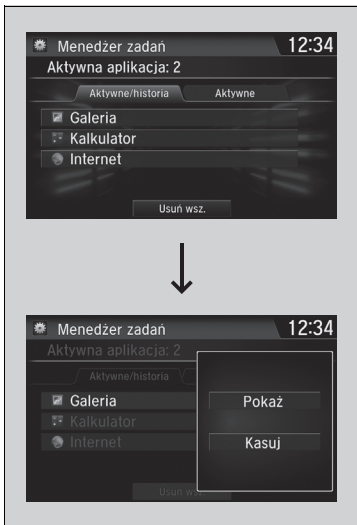 Menedżer zadań 12:34
Aktywna aplikacja: 2
Aktywne/historia Aktywne
Galeria
Kalkulator
Internet
Usuń wsz.
Menedżer zadań 12:34
Aktywna aplikacja: 2
Aktywne/historia
Galeria Pokaż
Kalkulator
Internet Kasuj
Usuń wsz.